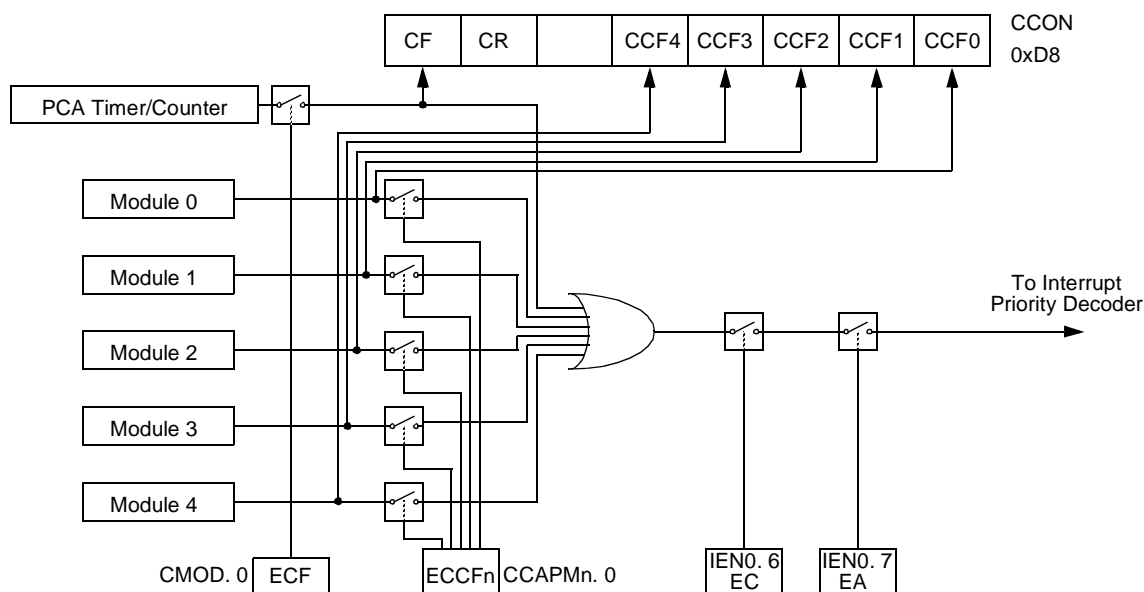 CF CR CCF4 CCF3 CCF2 CCF1 CCF0
CCON
0xD8
PCA Timer/Counter
Module 0
Module 1
Module 2
Module 3
Module 4
To Interrupt
Priority Decoder
CMOD. 0 ECF
ECCFn CCAPMn. 0
IEN0. 6
EC
IEN0. 7
EA